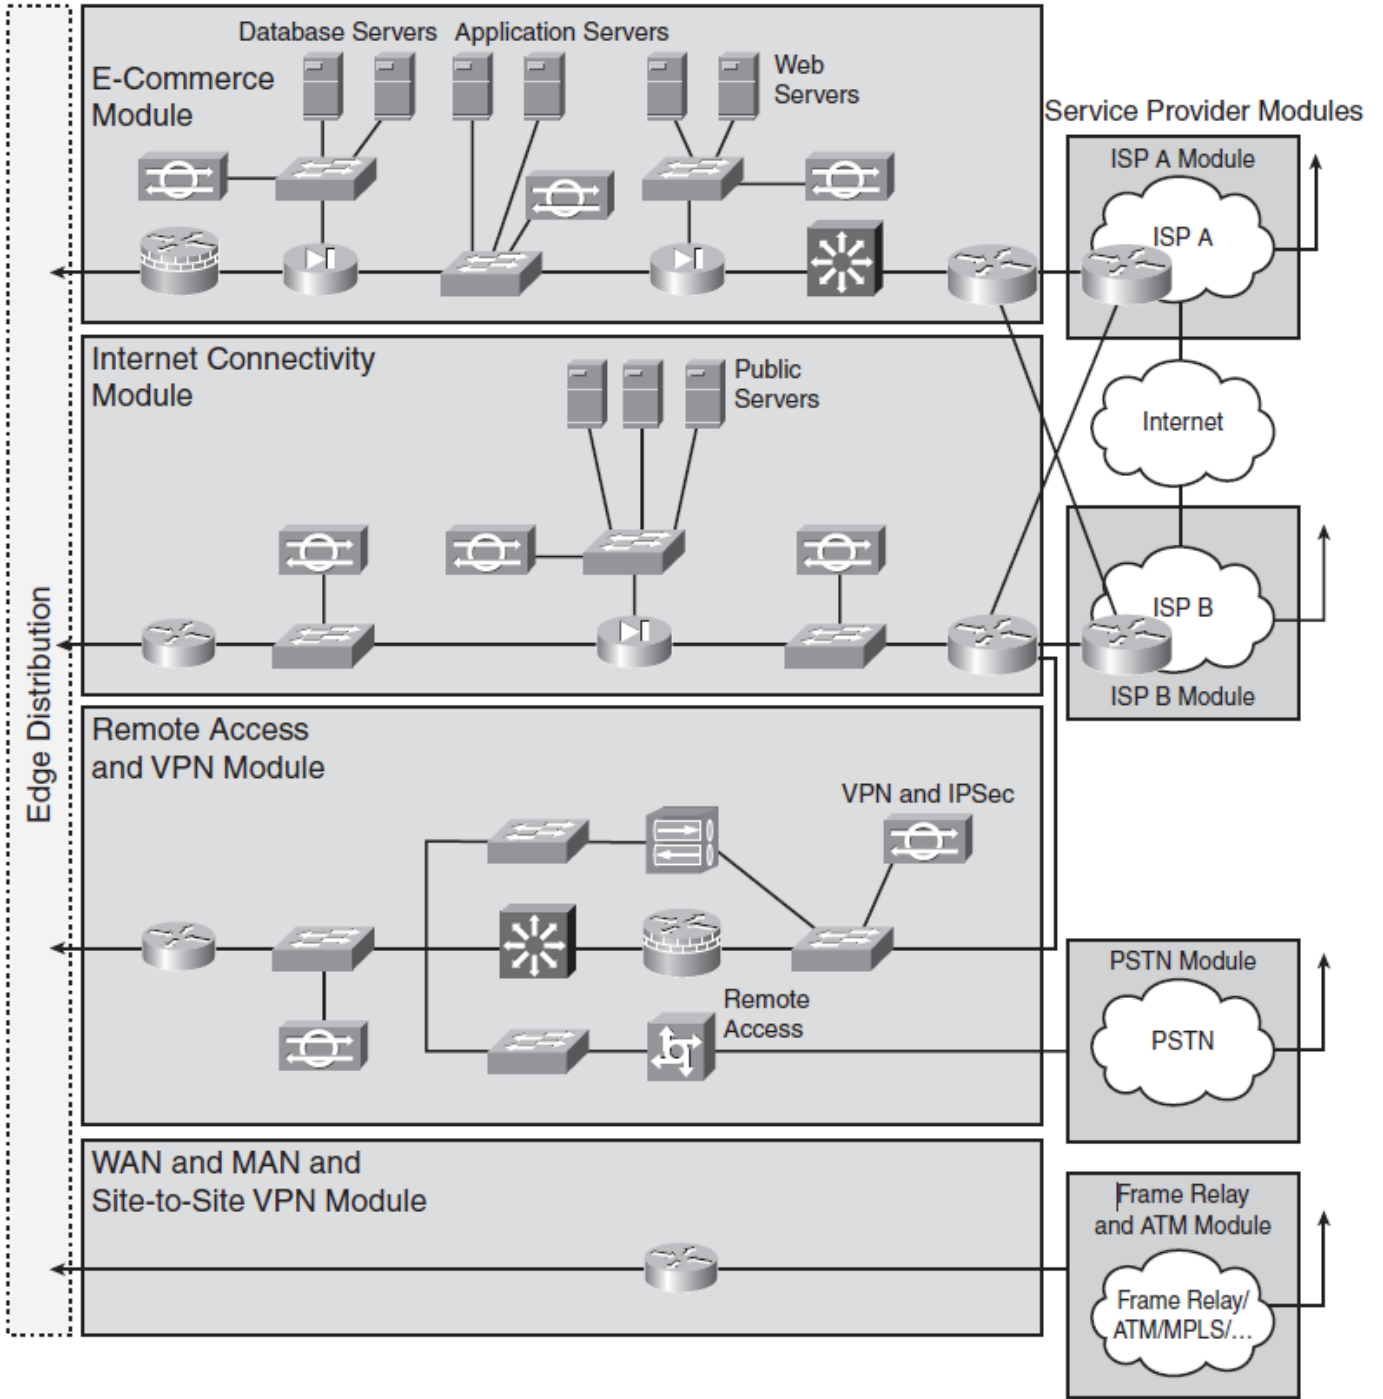 Database Servers
Application Servers
E-Commerce
Module
Web
Servers
Service Provider Modules
ISP A Module
ISP A
Internet Connectivity
Module
Public
Servers
Internet
ISP B
ISP B Module
Edge Distribution
Remote Access
and VPN Module
VPN and IPSec
Remote
Access
PSTN Module
PSTN
WAN and MAN and
Site-to-Site VPN Module
Frame Relay
and ATM Module
Frame Relay/
ATM/MPLS/...